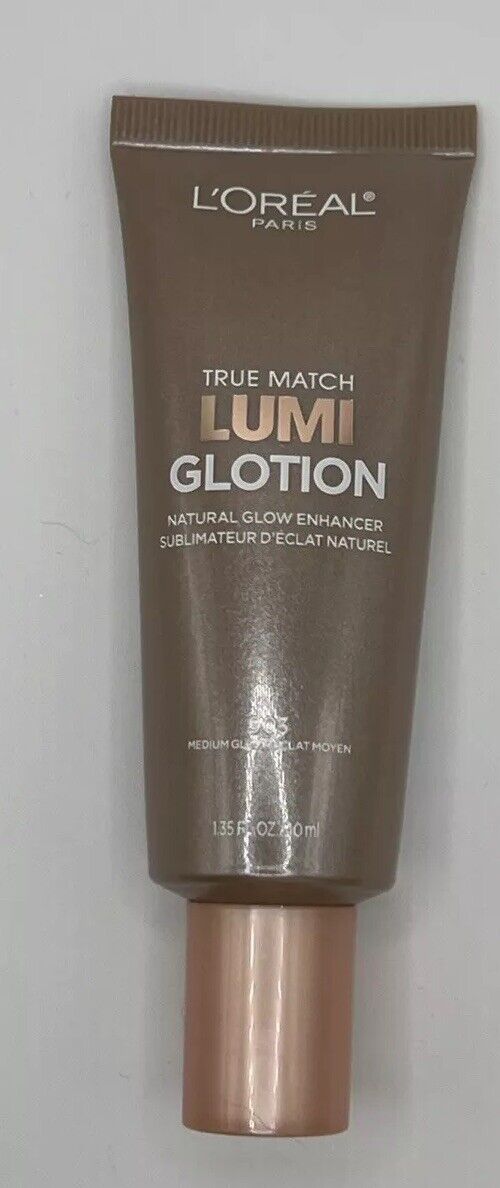 L'ORÉAL®
PARIS
TRUE MATCH
LUMI
GLOTION
NATURAL GLOW ENHANCER
SUBLIMATEUR D'ÉCLAT NATUREL
MEDIUM MOYEN
1.35